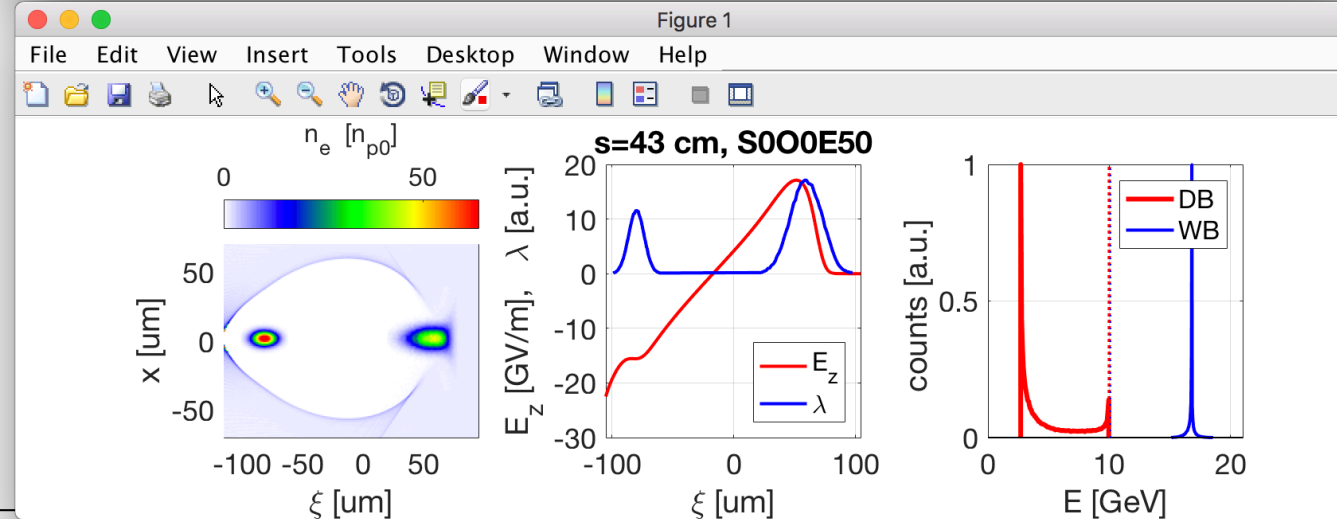 Figure 1
File Edit View Insert Tools Desktop Window Help
n_e [n_p0]
0 50
50
0
-50
x [um]
-100 -50 0 50
ξ [um]
s=43 cm, S0O0E50
20
10
0
-10
-20
-30
E_z [GV/m], λ [a.u.]
E_z
λ
-100 0 100
ξ [um]
1
0.5
0
counts [a.u.]
DB
WB
0 10 20
E [GeV]